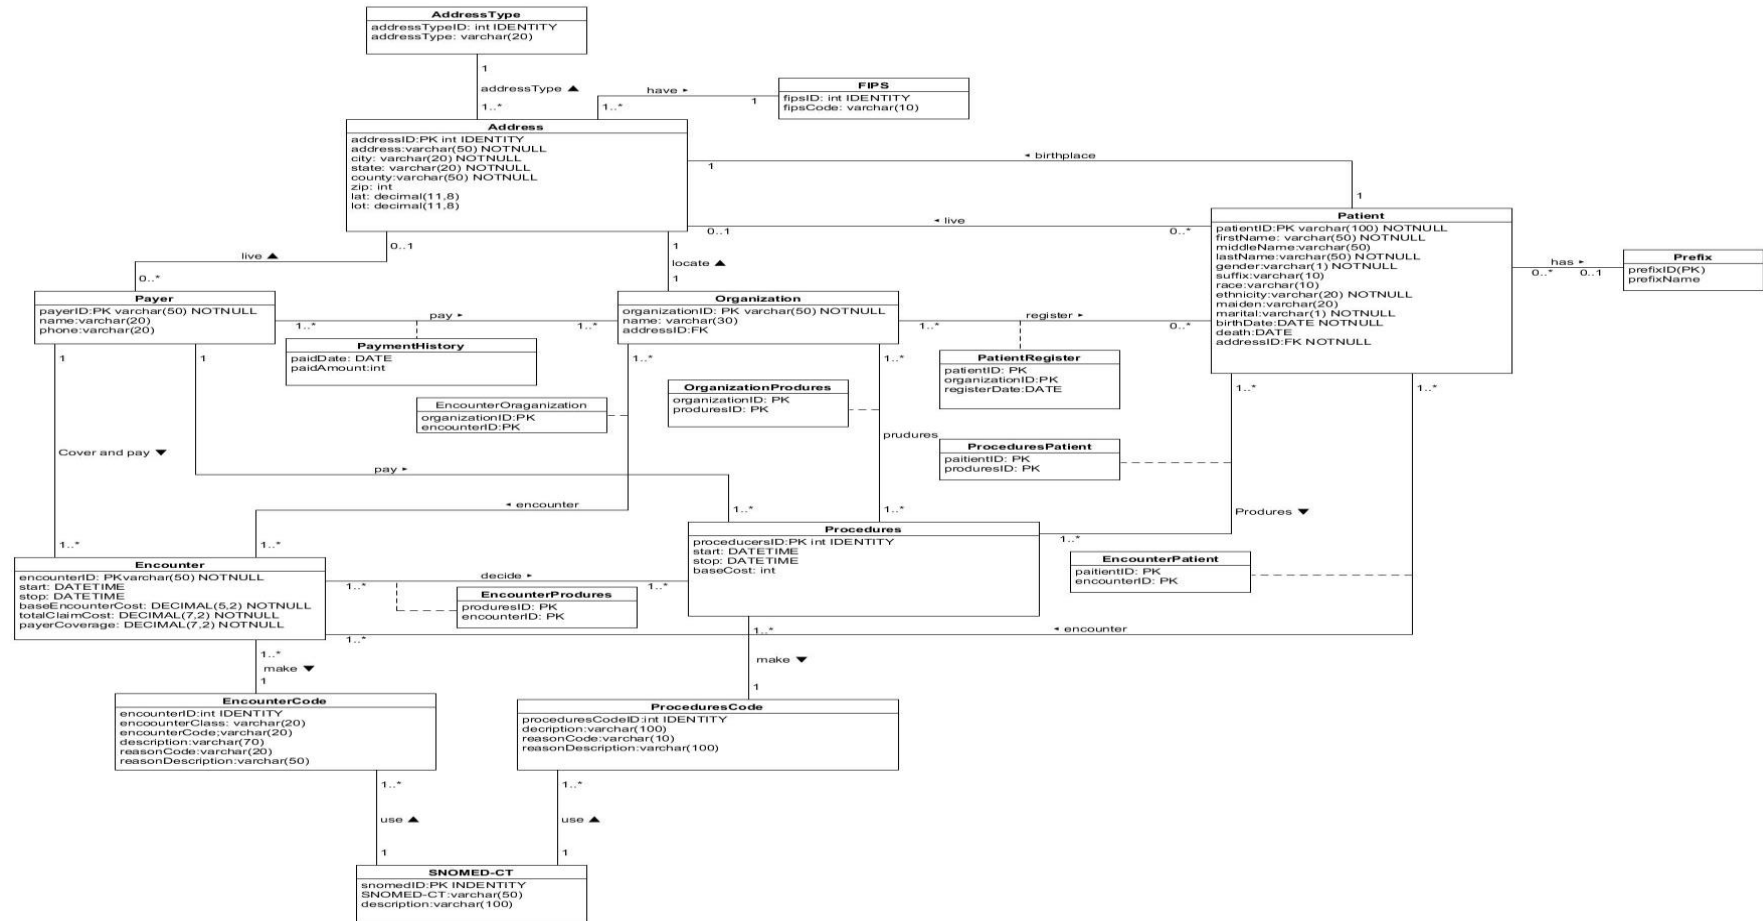 AddressType
addressTypeID: int IDENTITY
addressType: varchar(20)
1
addressType ▲
1..*
have ►
1..*
1
FIPS
fipsID: int IDENTITY
fipsCode: varchar(10)
Address
addressID:PK int IDENTITY
address:varchar(50) NOTNULL
city: varchar(20) NOTNULL
state: varchar(20) NOTNULL
county:varchar(50) NOTNULL
zip: int
lat: decimal(11,8)
lot: decimal(11,8)
◄ birthplace
1
1
◄ live
0..1
0..*
Patient
patientID:PK varchar(100) NOTNULL
firstName: varchar(50) NOTNULL
middleName:varchar(50)
lastName:varchar(50) NOTNULL
gender:varchar(1) NOTNULL
suffix:varchar(10)
race:varchar(10)
ethnicity:varchar(20) NOTNULL
maiden:varchar(20)
marital:varchar(1) NOTNULL
birthDate:DATE NOTNULL
death:DATE
addressID:FK NOTNULL
has ►
0..*
0..1
Prefix
prefixID(PK)
prefixName
0..1
live ▲
0..*
1
locate ▲
1
Payer
payerID:PK varchar(50) NOTNULL
name:varchar(20)
phone:varchar(20)
pay ►
1..*
1..*
Organization
organizationID: PK varchar(50) NOTNULL
name: varchar(30)
addressID:FK
register ►
1..*
0..*
PaymentHistory
paidDate: DATE
paidAmount:int
PatientRegister
patientID: PK
organizationID:PK
registerDate:DATE
1
1
1..*
1..*
1..*
1..*
EncounterOraganization
organizationID:PK
encounterID:PK
OrganizationProdures
organizationID: PK
produresID: PK
prudures
ProceduresPatient
paitientID: PK
produresID: PK
Cover and pay ▼
pay ►
◄ encounter
1..*
1..*
Produres ▼
1..*
1..*
1..*
Procedures
proceducersID:PK int IDENTITY
start: DATETIME
stop: DATETIME
baseCost: int
Encounter
encounterID: PKvarchar(50) NOTNULL
start: DATETIME
stop: DATETIME
baseEncounterCost: DECIMAL(5,2) NOTNULL
totalClaimCost: DECIMAL(7,2) NOTNULL
payerCoverage: DECIMAL(7,2) NOTNULL
decide ►
1..*
1..*
EncounterProdures
produresID: PK
encounterID: PK
EncounterPatient
paitientID: PK
encounterID: PK
1..*
◄ encounter
1..*
make ▼
1
1..*
make ▼
1
EncounterCode
encounterID:int IDENTITY
encoounterClass: varchar(20)
encounterCode;varchar(20)
description:varchar(70)
reasonCode:varchar(20)
reasonDescription:varchar(50)
ProceduresCode
proceduresCodeID:int IDENTITY
decription:varchar(100)
reasonCode:varchar(10)
reasonDescription:varchar(100)
1..*
use ▲
1
1..*
use ▲
1
SNOMED-CT
snomedID:PK INDENTITY
SNOMED-CT:varchar(50)
description:varchar(100)